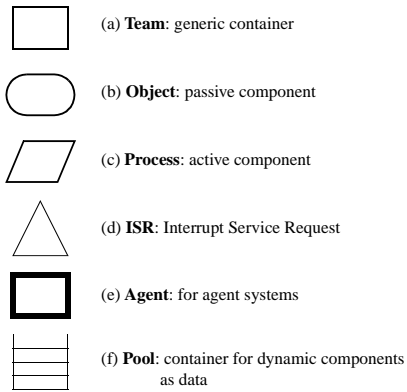 (a) Team: generic container
(b) Object: passive component
(c) Process: active component
(d) ISR: Interrupt Service Request
(e) Agent: for agent systems
(f) Pool: container for dynamic components
as data